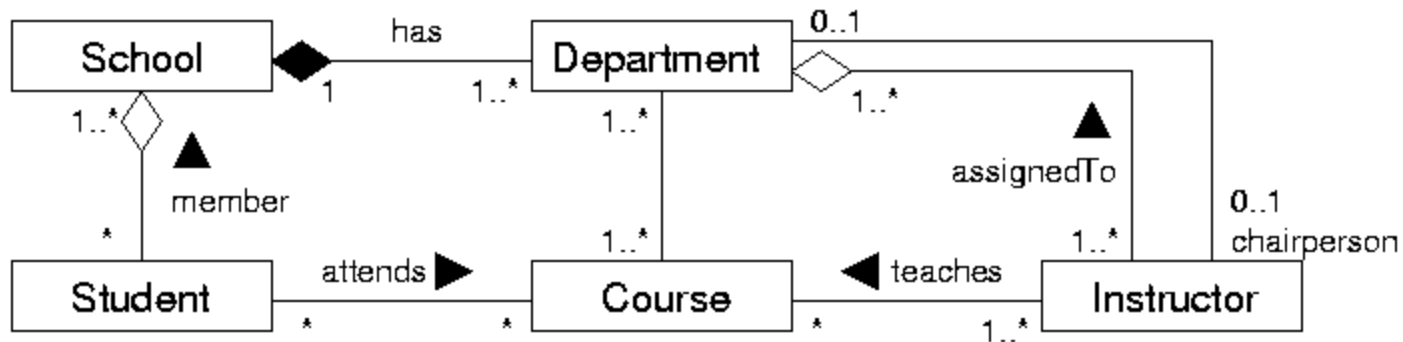 School
has
Department
0..1
1
1..*
1..*
1..*
1..*
member
assignedTo
0..1
chairperson
*
1..*
1..*
Student
attends
Course
teaches
Instructor
*
*
*
1..*